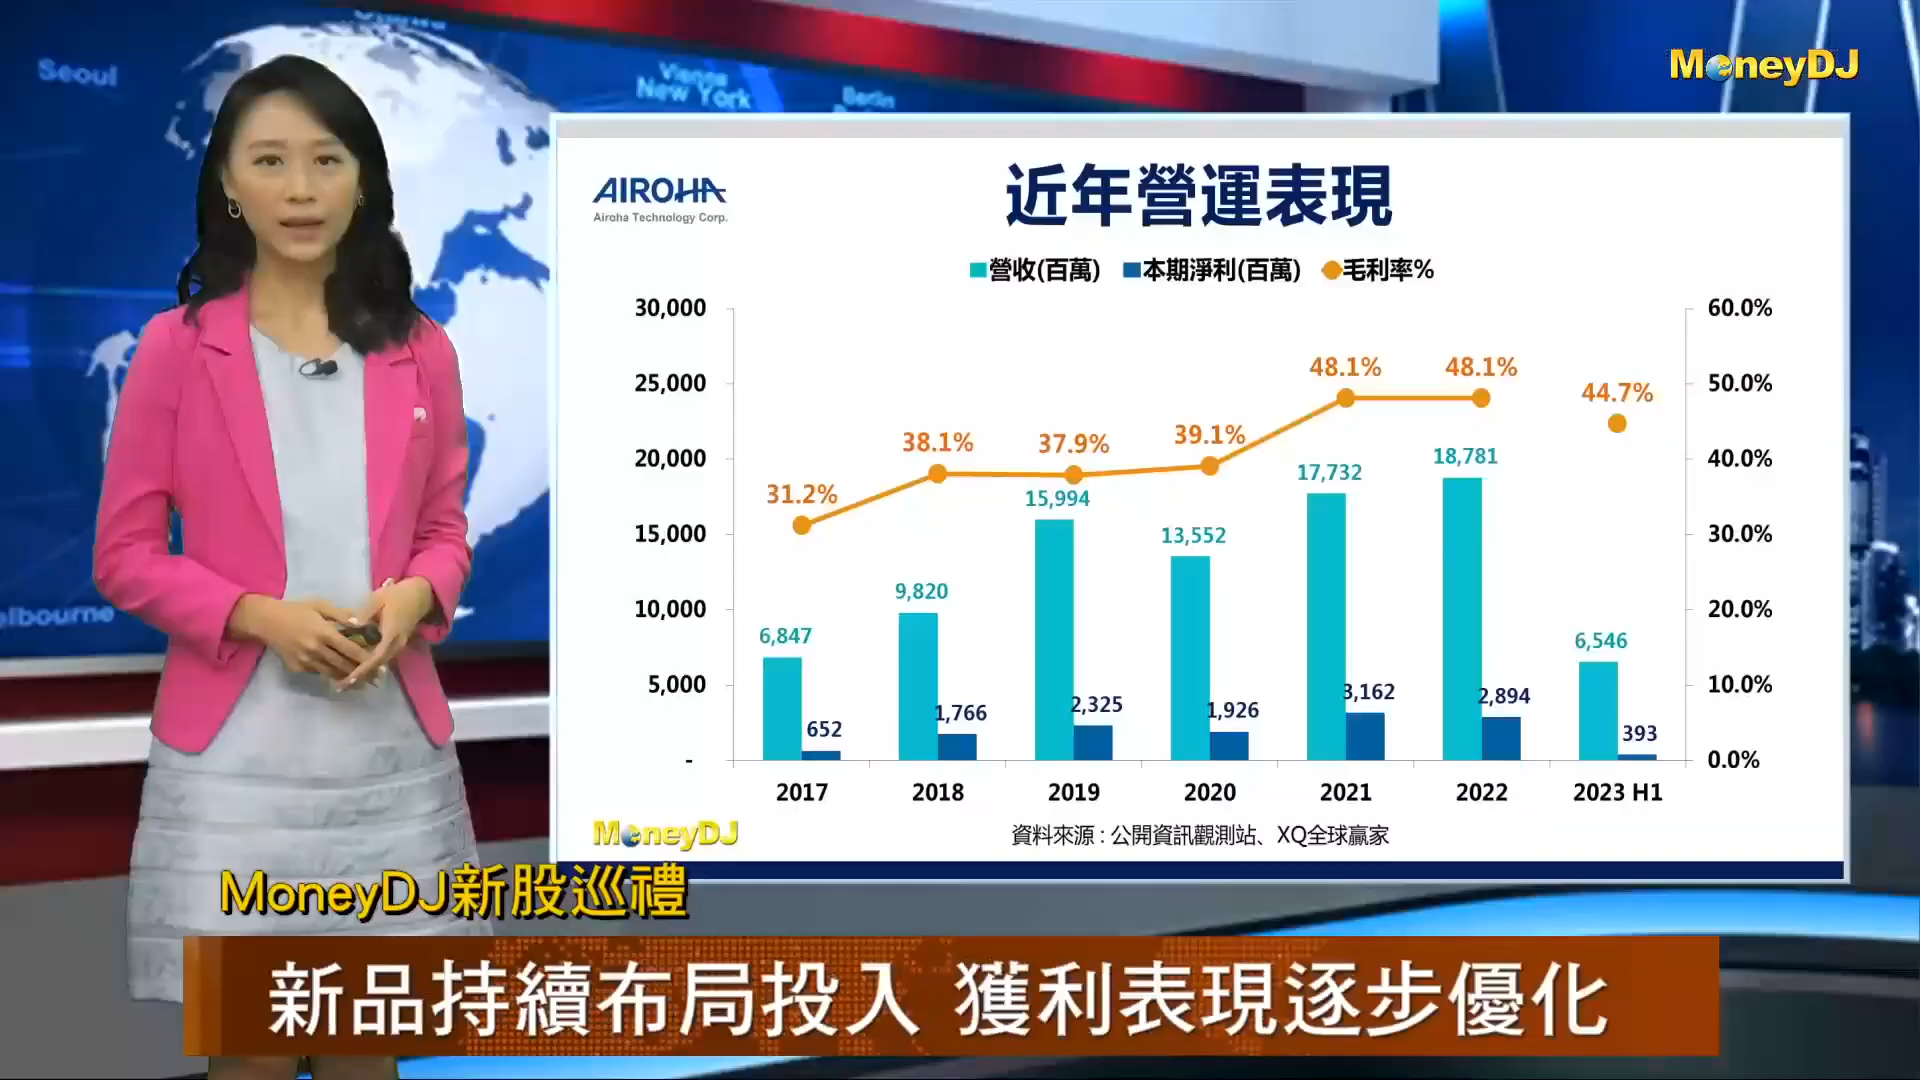 Seoul
Vienna
New York
Berlin
MoneyDJ
AIROHA
Airoha Technology Corp.
近年營運表現
營收(百萬) 本期淨利(百萬) 毛利率%
30,000
25,000
20,000
15,000
10,000
5,000
-
60.0%
50.0%
40.0%
30.0%
20.0%
10.0%
0.0%
31.2%
38.1%
37.9%
39.1%
48.1%
48.1%
44.7%
6,847
9,820
15,994
13,552
17,732
18,781
6,546
652
1,766
2,325
1,926
3,162
2,894
393
2017 2018 2019 2020 2021 2022 2023 H1
MoneyDJ
資料來源 : 公開資訊觀測站、XQ全球贏家
elbourne
MoneyDJ新股巡禮
新品持續布局投入 獲利表現逐步優化